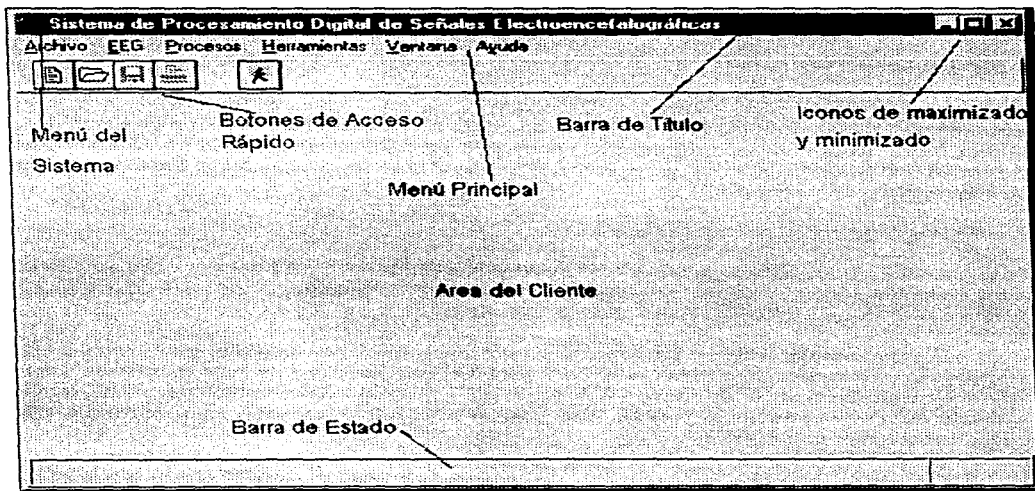 Sistema de Procesamiento Digital de Señales Electroencefalográficas
Archivo EEG Procesos Herramientas Ventana Ayuda
Menú del
Sistema
Botones de Acceso
Rápido
Barra de Titulo
Iconos de maximizado
y minimizado
Menú Principal
Area del Cliente
Barra de Estado